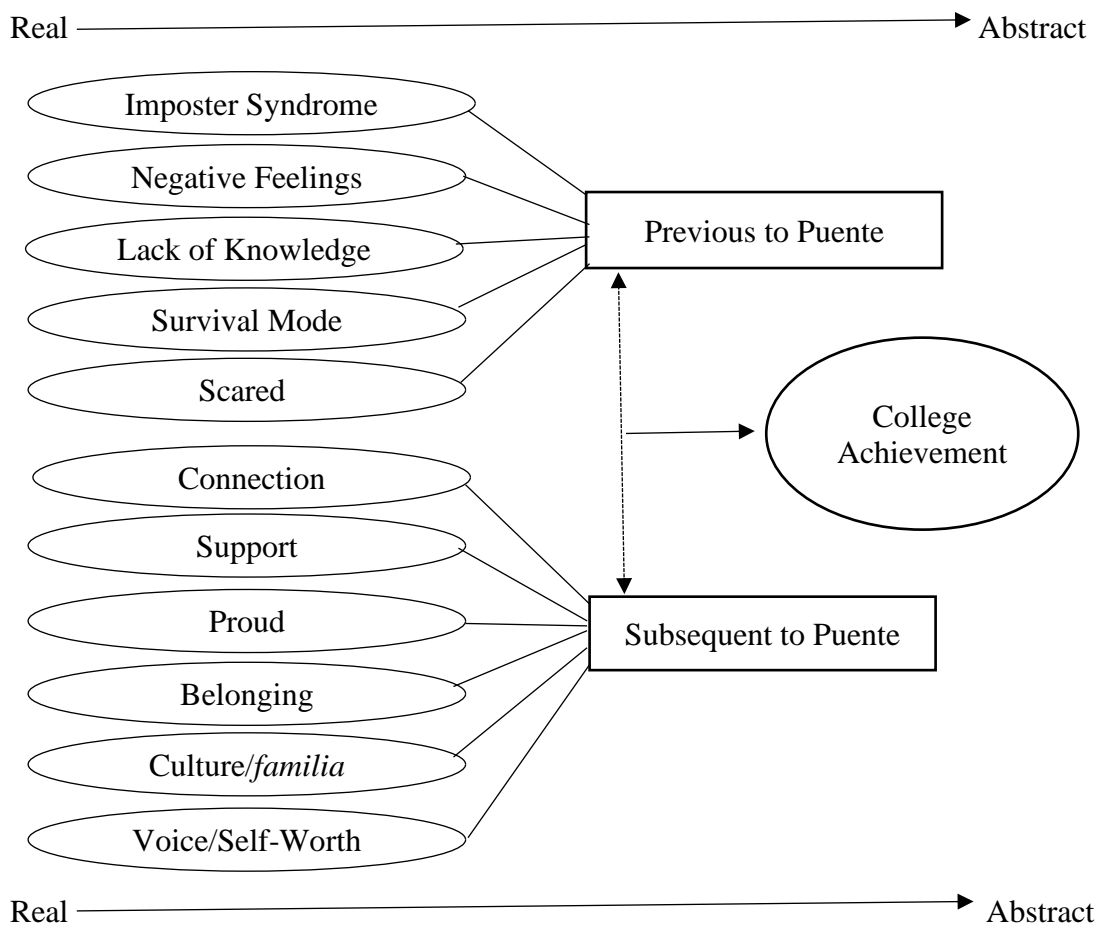 Real Abstract
Imposter Syndrome
Negative Feelings
Lack of Knowledge
Survival Mode
Scared
Previous to Puente
College
Achievement
Connection
Support
Proud
Belonging
Culture/familia
Voice/Self-Worth
Subsequent to Puente
Real Abstract